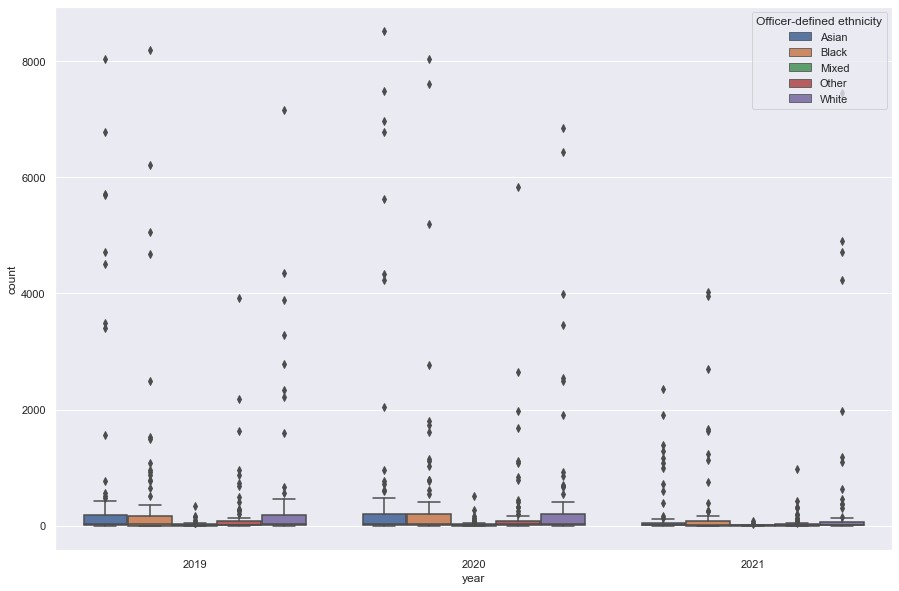 Officer-defined ethnicity
Asian
Black
Mixed
Other
White
8000
6000
4000
2000
0
count
2019
2020
2021
year